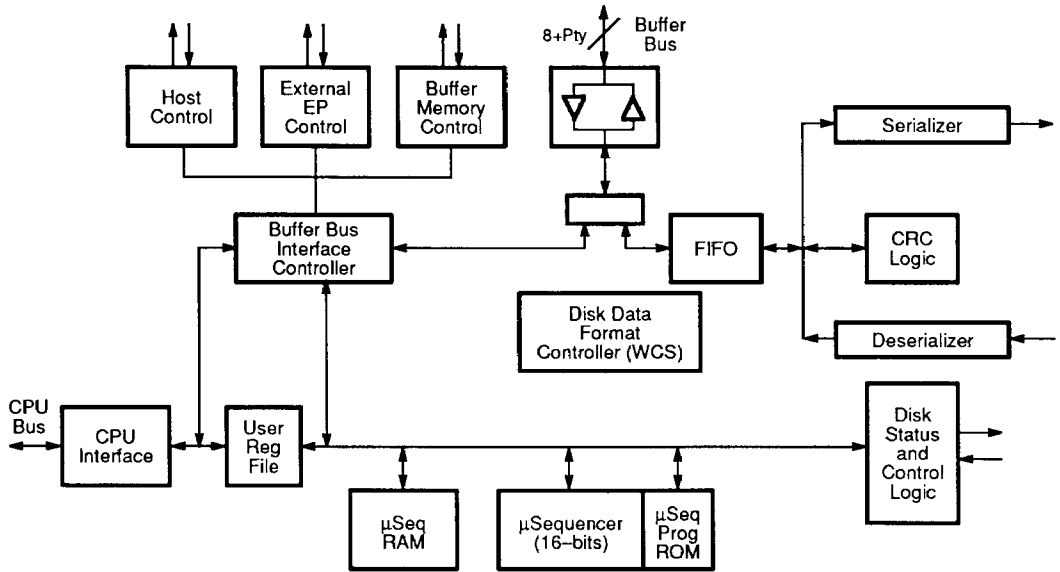 8+Pty
Buffer
Bus
Host
Control
External
EP
Control
Buffer
Memory
Control
Serializer
Buffer Bus
Interface
Controller
FIFO
CRC
Logic
Disk Data
Format
Controller (WCS)
Deserializer
CPU
Bus
CPU
Interface
User
Reg
File
Disk
Status
and
Control
Logic
µSeq
RAM
µSequencer
(16–bits)
µSeq
Prog
ROM